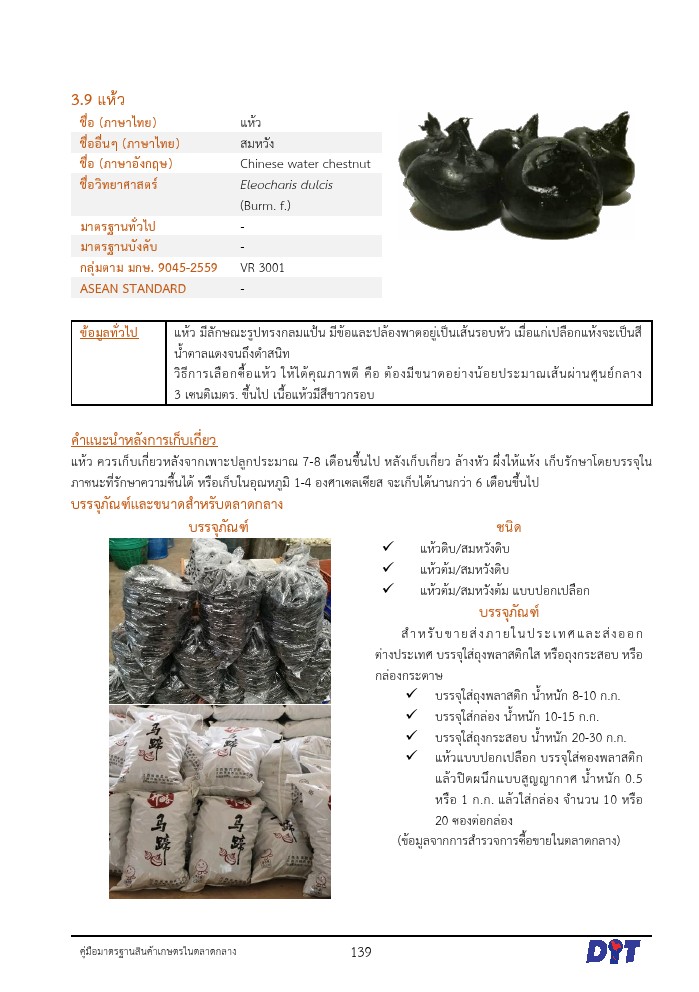 3.9 แห้ว
ชื่อ (ภาษาไทย) แห้ว
ชื่ออื่นๆ (ภาษาไทย) สมหวัง
ชื่อ (ภาษาอังกฤษ) Chinese water chestnut
ชื่อวิทยาศาสตร์ Eleocharis dulcis
(Burm. f.)
มาตรฐานทั่วไป -
มาตรฐานบังคับ -
กลุ่มตาม มกษ. 9045-2559 VR 3001
ASEAN STANDARD -
ข้อมูลทั่วไป แห้ว มีลักษณะรูปทรงกลมแป้น มีข้อและปล้องพาดอยู่เป็นเส้นรอบหัว เมื่อแก่เปลือกแห้งจะเป็นสี
น้ำตาลแดงจนถึงดำสนิท
วิธีการเลือกซื้อแห้ว ให้ได้คุณภาพดี คือ ต้องมีขนาดอย่างน้อยประมาณเส้นผ่านศูนย์กลาง
3 เซนติเมตร. ขึ้นไป เนื้อแห้วมีสีขาวกรอบ
คำแนะนำหลังการเก็บเกี่ยว
แห้ว ควรเก็บเกี่ยวหลังจากเพาะปลูกประมาณ 7-8 เดือนขึ้นไป หลังเก็บเกี่ยว ล้างหัว ผึ่งให้แห้ง เก็บรักษาโดยบรรจุใน
ภาชนะที่รักษาความชื้นได้ หรือเก็บในอุณหภูมิ 1-4 องศาเซลเซียส จะเก็บได้นานกว่า 6 เดือนขึ้นไป
บรรจุภัณฑ์และขนาดสำหรับตลาดกลาง
บรรจุภัณฑ์
马蹄
马蹄
马蹄
马蹄
ชนิด
✓ แห้วดิบ/สมหวังดิบ
✓ แห้วต้ม/สมหวังดิบ
✓ แห้วต้ม/สมหวังต้ม แบบปอกเปลือก
บรรจุภัณฑ์
สำหรับขายส่งภายในประเทศและส่งออก
ต่างประเทศ บรรจุใส่ถุงพลาสติกใส หรือถุงกระสอบ หรือ
กล่องกระดาษ
✓ บรรจุใส่ถุงพลาสติก น้ำหนัก 8-10 ก.ก.
✓ บรรจุใส่กล่อง น้ำหนัก 10-15 ก.ก.
✓ บรรจุใส่ถุงกระสอบ น้ำหนัก 20-30 ก.ก.
✓ แห้วแบบปอกเปลือก บรรจุใส่ซองพลาสติก
แล้วปิดผนึกแบบสูญญากาศ น้ำหนัก 0.5
หรือ 1 ก.ก. แล้วใส่กล่อง จำนวน 10 หรือ
20 ซองต่อกล่อง
(ข้อมูลจากการสำรวจการซื้อขายในตลาดกลาง)
คู่มือมาตรฐานสินค้าเกษตรในตลาดกลาง 139 DIT